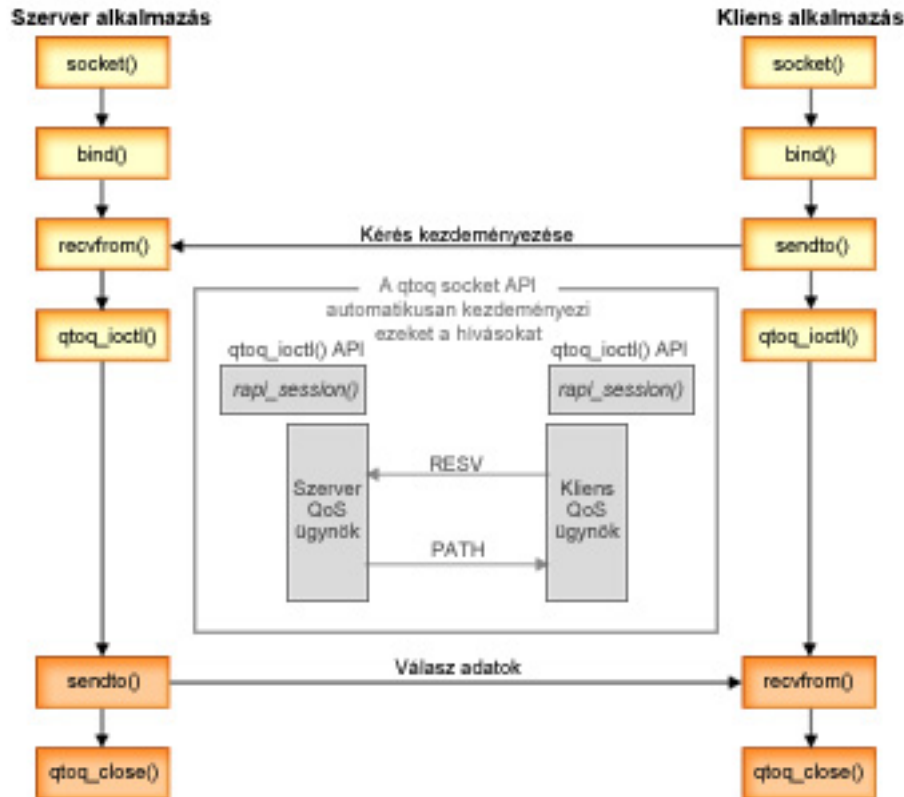 Szerver alkalmazás
Kliens alkalmazás
socket()
socket()
bind()
bind()
recvfrom()
Kérés kezdeményezése
sendto()
A qtoq socket API
automatikusan kezdeményezi
ezeket a hívásokat
qtoq_ioctl()
qtoq_ioctl()
qtoq_ioctl() API
qtoq_ioctl() API
rapi_session()
rapi_session()
Szerver
QoS
ügynök
RESV
PATH
Kliens
QoS
ügynök
sendto()
Válasz adatok
recvfrom()
qtoq_close()
qtoq_close()